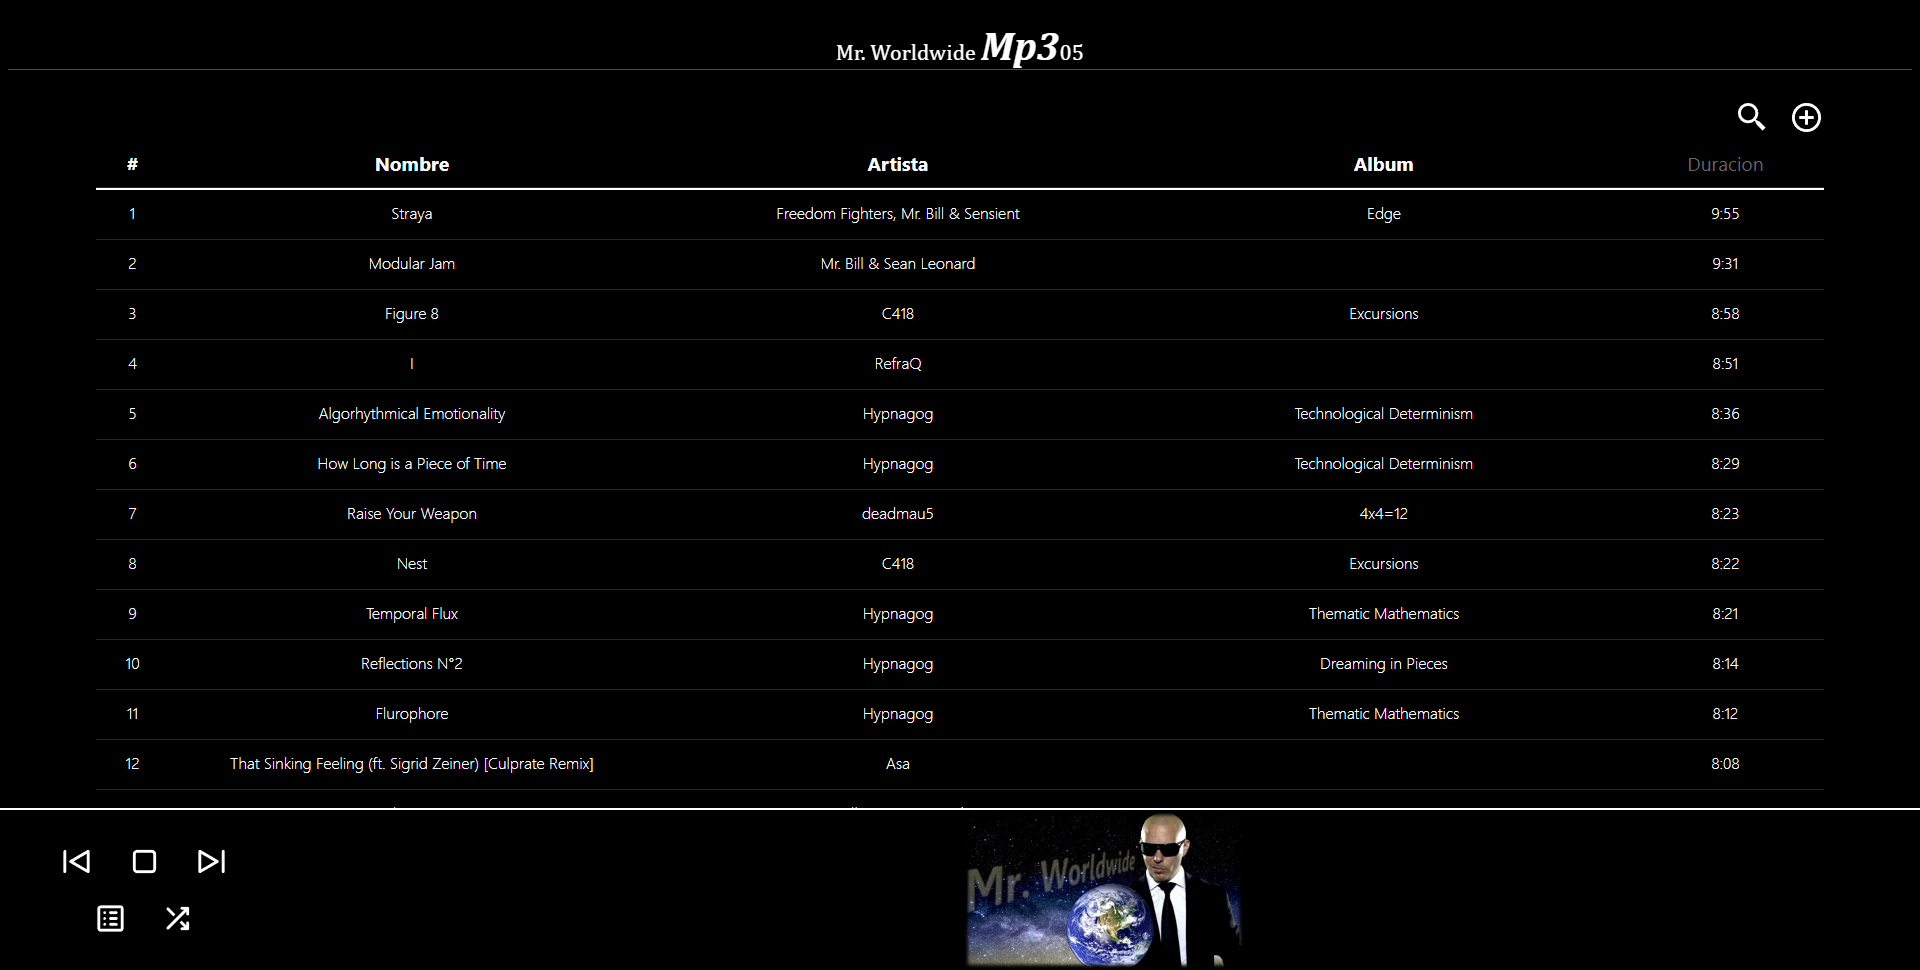 Mr. Worldwide Mp305
# Nombre Artista Album Duracion
1 Straya Freedom Fighters, Mr. Bill & Sensient Edge 9:55
2 Modular Jam Mr. Bill & Sean Leonard 9:31
3 Figure 8 C418 Excursions 8:58
4 I RefraQ 8:51
5 Algorhythmical Emotionality Hypnagog Technological Determinism 8:36
6 How Long is a Piece of Time Hypnagog Technological Determinism 8:29
7 Raise Your Weapon deadmau5 4x4=12 8:23
8 Nest C418 Excursions 8:22
9 Temporal Flux Hypnagog Thematic Mathematics 8:21
10 Reflections N°2 Hypnagog Dreaming in Pieces 8:14
11 Flurophore Hypnagog Thematic Mathematics 8:12
12 That Sinking Feeling (ft. Sigrid Zeiner) [Culprate Remix] Asa 8:08
Mr. Worldwide